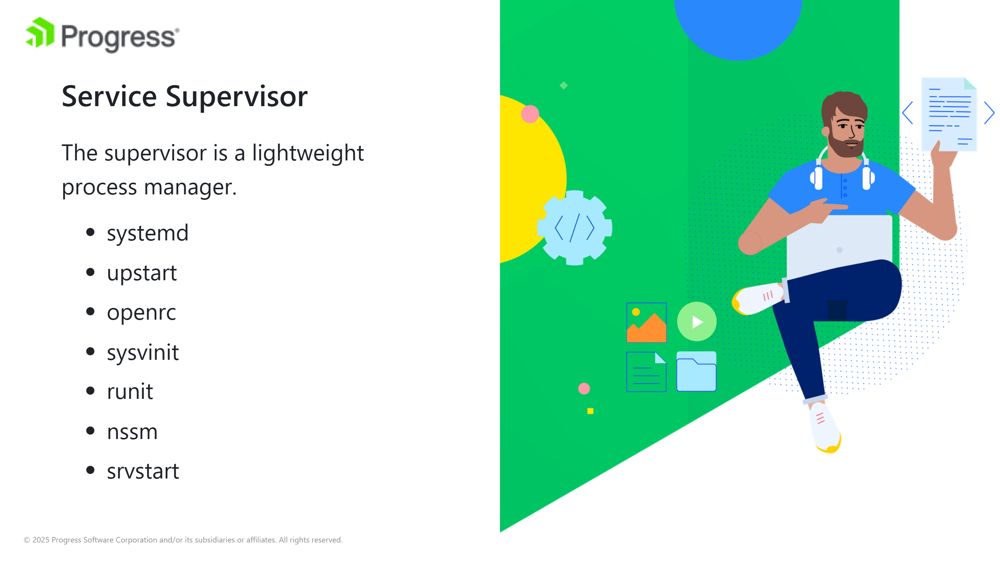 Progress®
Service Supervisor
The supervisor is a lightweight
process manager.
• systemd
• upstart
• openrc
• sysvinit
• runit
• nssm
• srvstart
© 2025 Progress Software Corporation and/or its subsidiaries or affiliates. All rights reserved.